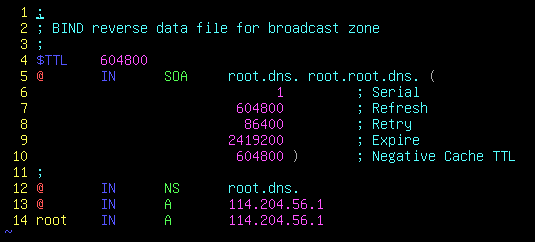 1 ;
2 ; BIND reverse data file for broadcast zone
3 ;
4 $TTL 604800
5 @ IN SOA root.dns. root.root.dns. (
6 1 ; Serial
7 604800 ; Refresh
8 86400 ; Retry
9 2419200 ; Expire
10 604800 ) ; Negative Cache TTL
11 ;
12 @ IN NS root.dns.
13 @ IN A 114.204.56.1
14 root IN A 114.204.56.1
~